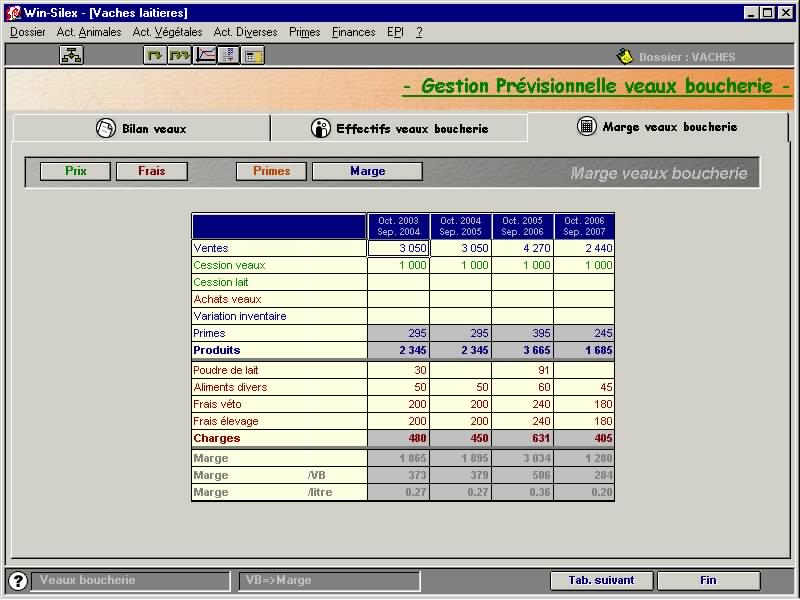 Win-Silex - [Vaches laitieres]
Dossier Act. Animales Act. Végétales Act. Diverses Primes Finances EPI ?
Dossier : VACHES
- Gestion Prévisionnelle veaux boucherie -
Bilan veaux Effectifs veaux boucherie Marge veaux boucherie
Prix Frais Primes Marge Marge veaux boucherie
Oct. 2003 Oct. 2004 Oct. 2005 Oct. 2006
Sep. 2004 Sep. 2005 Sep. 2006 Sep. 2007
Ventes 3 050 3 050 4 270 2 440
Cession veaux 1 000 1 000 1 000 1 000
Cession lait
Achats veaux
Variation inventaire
Primes 295 295 395 245
Produits 2 345 2 345 3 665 1 685
Poudre de lait 30 91
Aliments divers 50 50 60 45
Frais véto 200 200 240 180
Frais élevage 200 200 240 180
Charges 480 450 631 405
Marge 1 865 1 895 3 034 1 280
Marge /VB 373 379 506 284
Marge /litre 0.27 0.27 0.36 0.20
? Veaux boucherie VB=>Marge Tab. suivant Fin